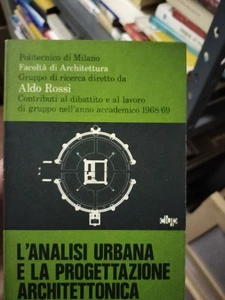 Politecnico di Milano
Facoltà di Architettura
Gruppo di ricerca diretto da
Aldo Rossi
Contributi al dibattito e al lavoro
di gruppo nell'anno accademico 1968/69
clup
L'ANALISI URBANA
E LA PROGETTAZIONE
ARCHITETTONICA